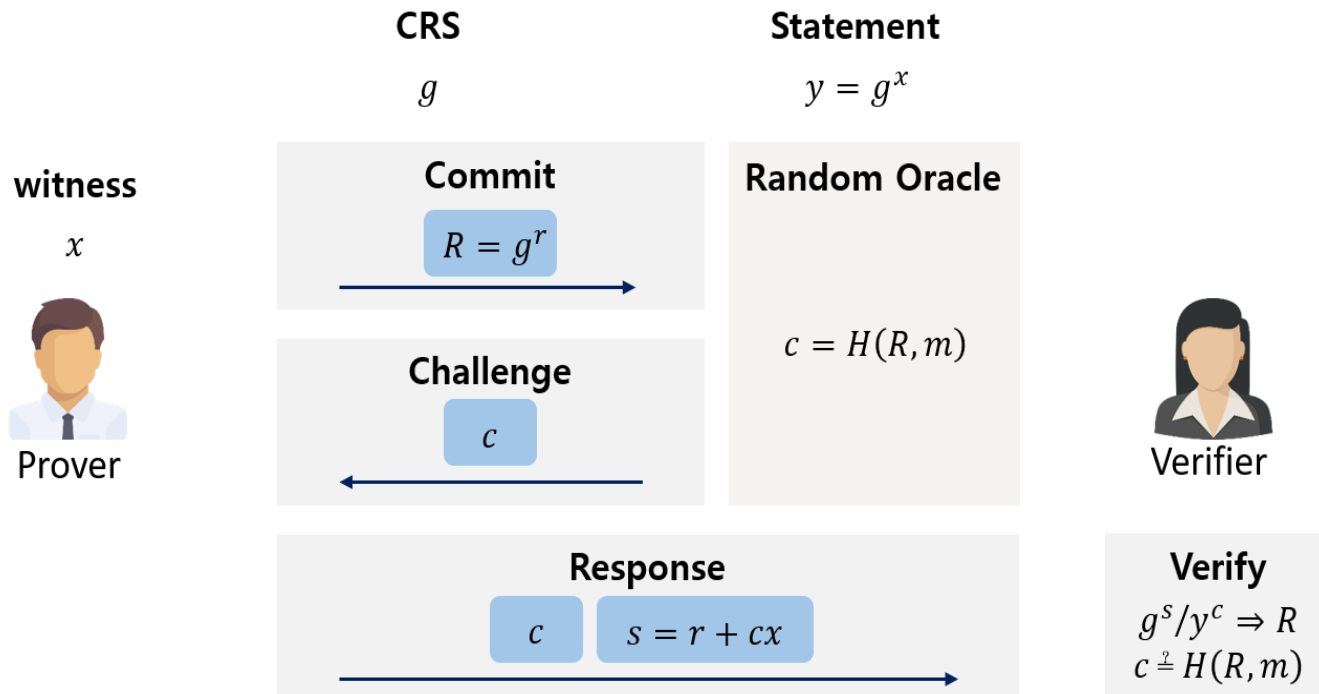 CRS
g
Statement
y = g^x
witness
x
Prover
Commit
R = g^r
Challenge
c
Random Oracle
c = H(R, m)
Verifier
Response
c
s = r + cx
Verify
g^s/y^c ⇒ R
c ≟ H(R, m)